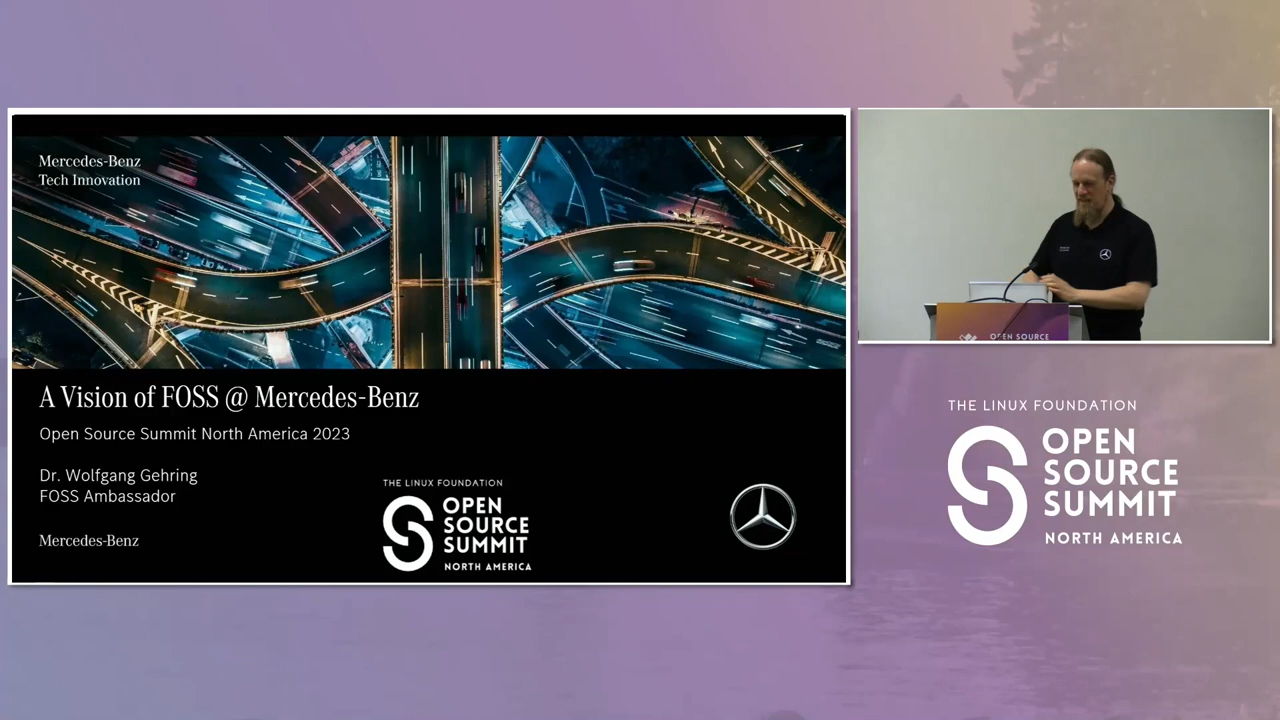 Mercedes-Benz
Tech Innovation
A Vision of FOSS @ Mercedes-Benz
Open Source Summit North America 2023
Dr. Wolfgang Gehring
FOSS Ambassador
Mercedes-Benz
THE LINUX FOUNDATION
OPEN
SOURCE
SUMMIT
NORTH AMERICA
OPEN SOURCE
THE LINUX FOUNDATION
OPEN
SOURCE
SUMMIT
NORTH AMERICA